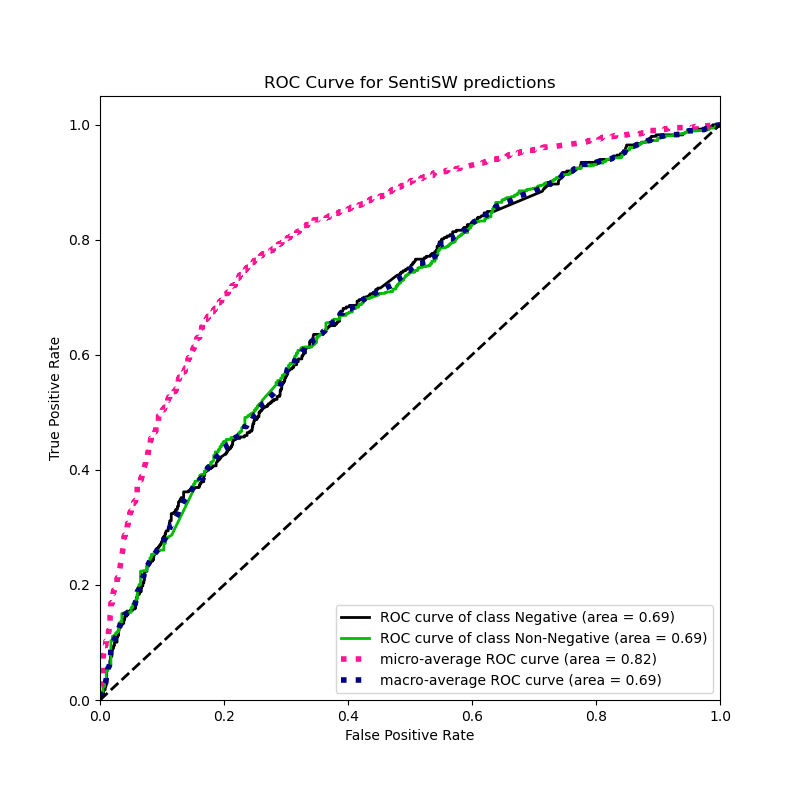 ROC Curve for SentiSW predictions
1.0
0.8
0.6
0.4
0.2
0.0
True Positive Rate
ROC curve of class Negative (area = 0.69)
ROC curve of class Non-Negative (area = 0.69)
micro-average ROC curve (area = 0.82)
macro-average ROC curve (area = 0.69)
0.0 0.2 0.4 0.6 0.8 1.0
False Positive Rate